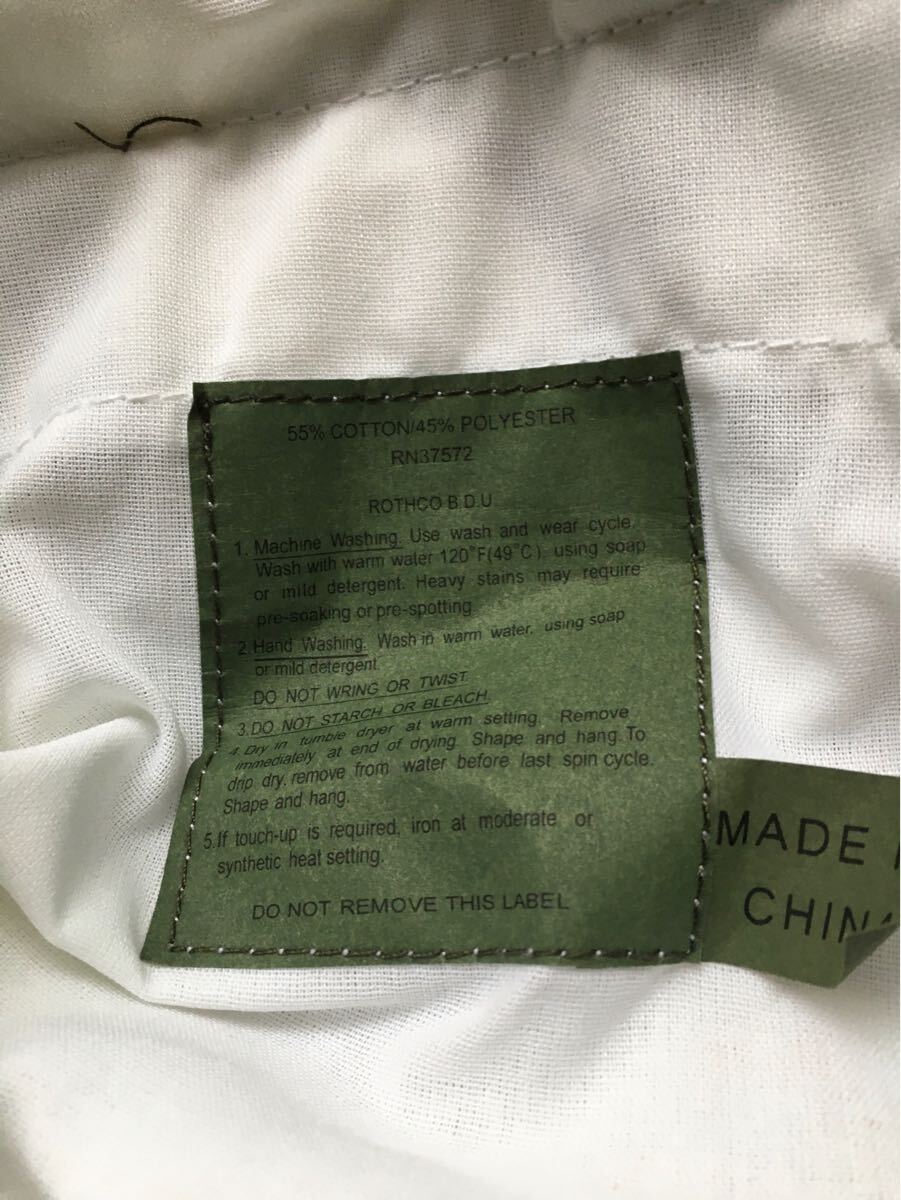 55% COTTON/45% POLYESTER
RN37572
ROTHCO B.D.U.
1. Machine Washing. Use wash and wear cycle.
Wash with warm water 120°F(49°C). using soap
or mild detergent. Heavy stains may require
pre-soaking or pre-spotting.
2. Hand Washing. Wash in warm water. using soap
or mild detergent.
DO NOT WRING OR TWIST.
3.DO NOT STARCH OR BLEACH.
4. Dry in tumble dryer at warm setting. Remove
immediately at end of drying. Shape and hang. To
drip dry, remove from water before last spin cycle.
Shape and hang.
5.If touch-up is required, iron at moderate or
synthetic heat setting.
DO NOT REMOVE THIS LABEL
MADE
CHINA